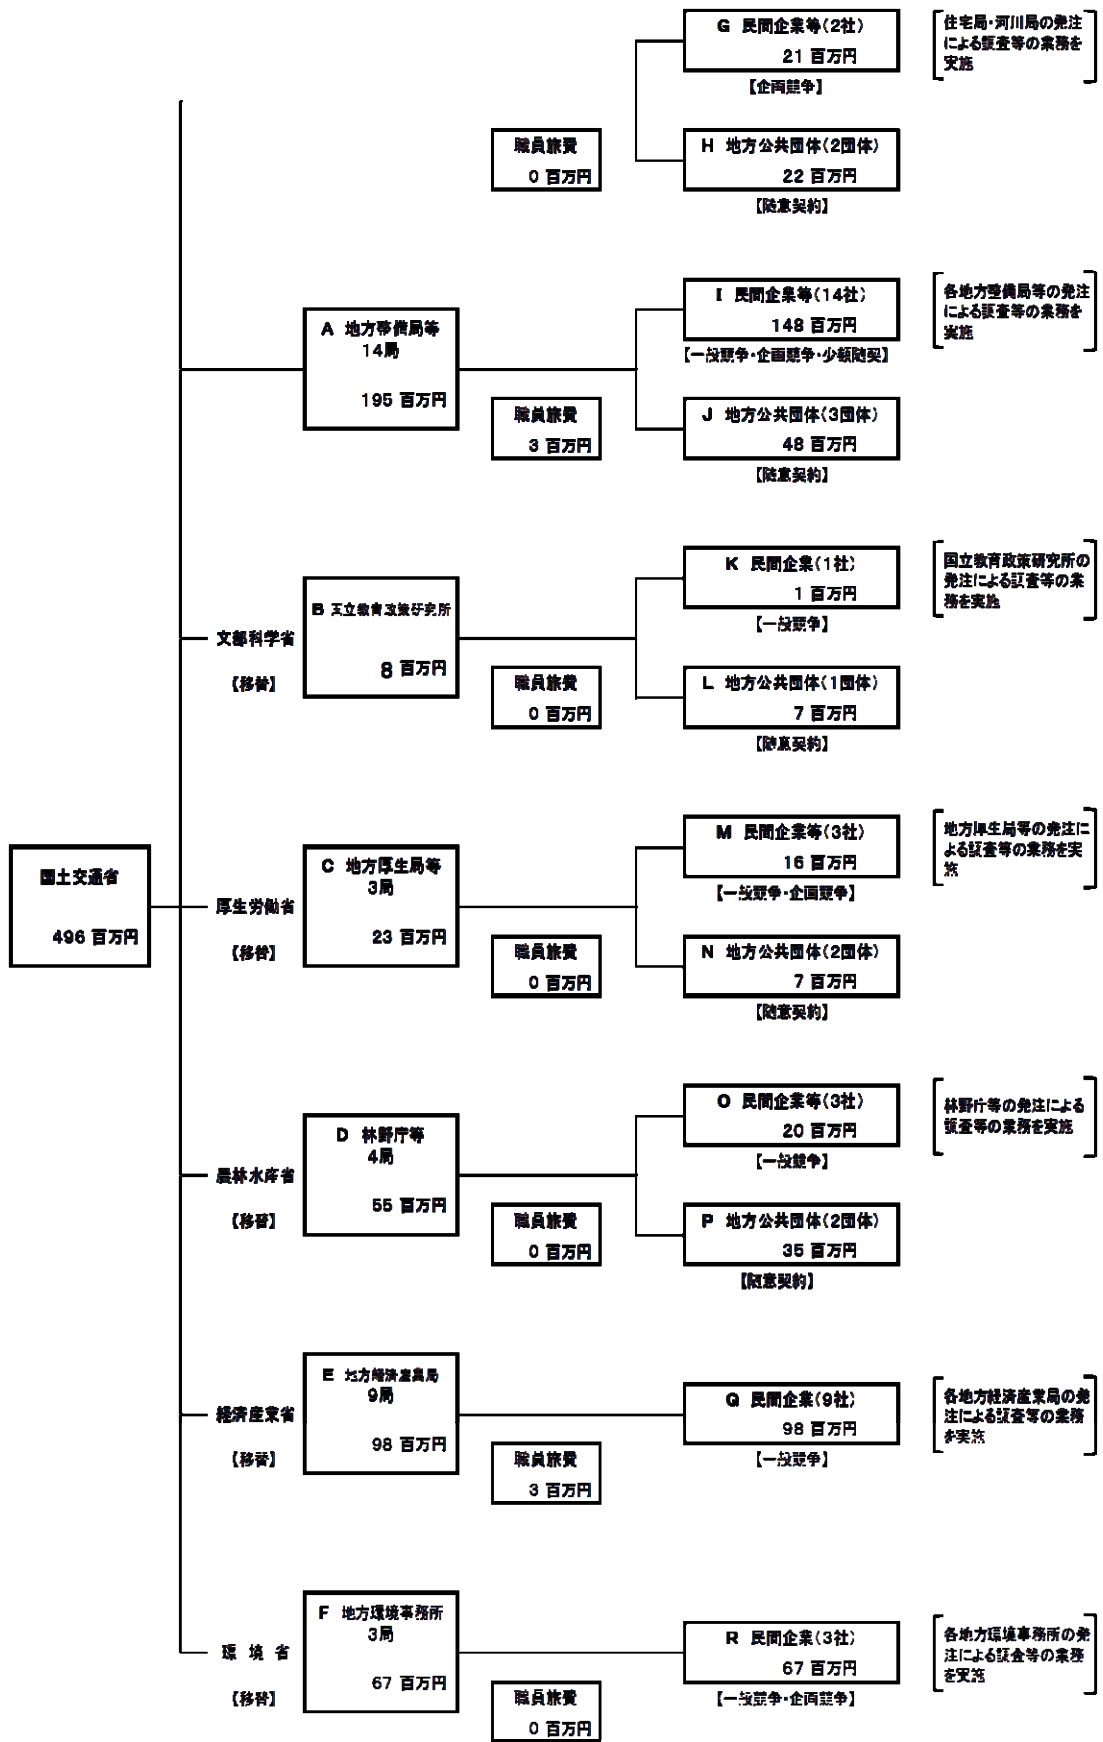 G 民間企業等(2社)
21 百万円
【企画競争】
住宅局・河川局の発注
による調査等の業務を
実施
職員旅費
0 百万円
H 地方公共団体(2団体)
22 百万円
【随意契約】
A 地方整備局等
14局
195 百万円
職員旅費
3 百万円
I 民間企業等(14社)
148 百万円
【一般競争・企画競争・少額随契】
各地方整備局等の発注
による調査等の業務を
実施
J 地方公共団体(3団体)
48 百万円
【随意契約】
文部科学省
【移替】
B 国立教育政策研究所
8 百万円
職員旅費
0 百万円
K 民間企業(1社)
1 百万円
【一般競争】
国立教育政策研究所の
発注による調査等の業
務を実施
L 地方公共団体(1団体)
7 百万円
【随意契約】
国土交通省
496 百万円
厚生労働省
【移替】
C 地方厚生局等
3局
23 百万円
職員旅費
0 百万円
M 民間企業等(3社)
16 百万円
【一般競争・企画競争】
地方厚生局等の発注に
よる調査等の業務を実
施
N 地方公共団体(2団体)
7 百万円
【随意契約】
農林水産省
【移替】
D 林野庁等
4局
55 百万円
職員旅費
0 百万円
O 民間企業等(3社)
20 百万円
【一般競争】
林野庁等の発注による
調査等の業務を実施
P 地方公共団体(2団体)
35 百万円
【随意契約】
経済産業省
【移替】
E 地方経済産業局
9局
98 百万円
職員旅費
3 百万円
Q 民間企業(9社)
98 百万円
【一般競争】
各地方経済産業局の発
注による調査等の業務
を実施
環 境 省
【移替】
F 地方環境事務所
3局
67 百万円
職員旅費
0 百万円
R 民間企業(3社)
67 百万円
【一般競争・企画競争】
各地方環境事務所の発
注による調査等の業務
を実施